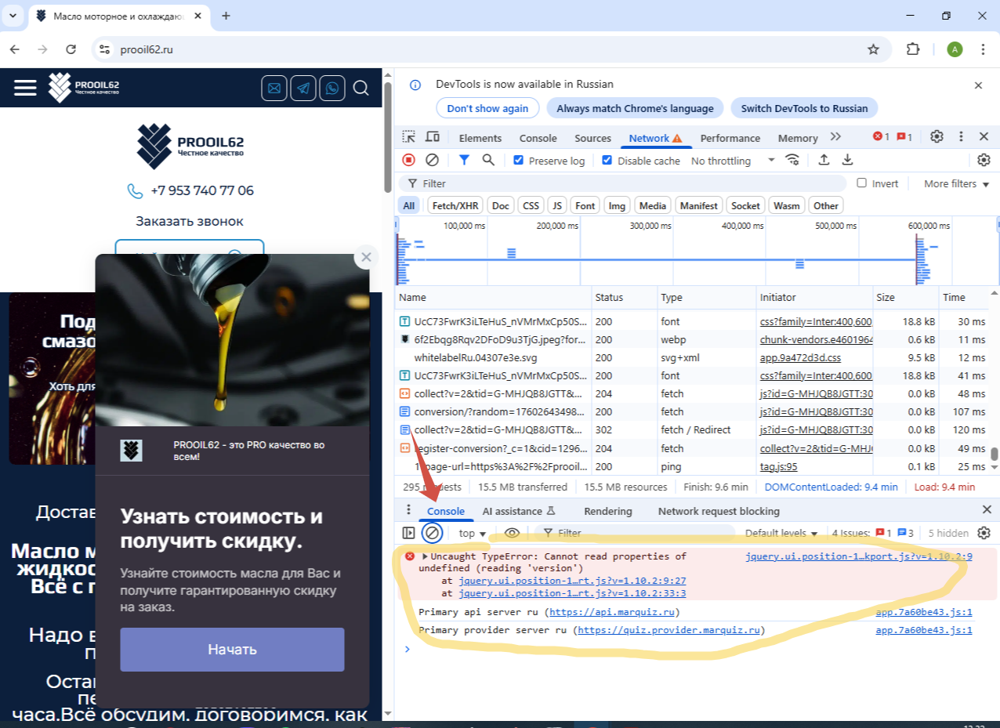 Масло моторное и охлаждаю
prooil62.ru
A
PROOIL62
Честное качество
PROOIL62
Честное качество
+7 953 740 77 06
Заказать звонок
Под
смазо
Хоть для
PROOIL62 - это PRO качество во
всем!
Узнать стоимость и
получить скидку.
Узнайте стоимость масла для Вас и
получите гарантированную скидку
на заказ.
Начать
Достав
Масло м
жидкос
Всё с п
Надо в
п
Оста
пе
часа.Всё обсудим, договоримся, как
DevTools is now available in Russian
Don't show again
Always match Chrome's language
Switch DevTools to Russian
Elements Console Sources Network Performance Memory 1 1
Preserve log Disable cache No throttling
Filter Invert More filters
All Fetch/XHR Doc CSS JS Font Img Media Manifest Socket Wasm Other
100,000 ms 200,000 ms 300,000 ms 400,000 ms 500,000 ms 600,000 ms
Name Status Type Initiator Size Time
UcC73FwrK3iLTeHuS_nVMrMxCp50S... 200 font css?family=Inter:400,600 18.8 kB 30 ms
6f2Ebqg8Rqv2DFoD9u3TjG.jpeg?for... 200 webp chunk-vendors.e4601964 0.6 kB 11 ms
whitelabelRu.04307e3e.svg 200 svg+xml app.9a472d3d.css 9.5 kB 12 ms
UcC73FwrK3iLTeHuS_nVMrMxCp50S... 200 font css?family=Inter:400,600 18.8 kB 41 ms
collect?v=2&tid=G-MHJQB8JGTT&... 204 fetch js?id=G-MHJQB8JGTT:30 0.0 kB 48 ms
conversion/?random=17602643498... 200 fetch js?id=G-MHJQB8JGTT:30 0.0 kB 107 ms
collect?v=2&tid=G-MHJQB8JGTT&... 302 fetch / Redirect js?id=G-MHJQB8JGTT:30 0.0 kB 120 ms
register-conversion?_c=1&cid=1296... 204 fetch collect?v=2&tid=G-MHJ 0.0 kB 49 ms
1?page-url=https%3A%2F%2Fprooil... 200 ping tag.js:95 0.1 kB 25 ms
295 requests 15.5 MB transferred 15.5 MB resources Finish: 9.6 min DOMContentLoaded: 9.4 min Load: 9.4 min
Console AI assistance Rendering Network request blocking
top Filter Default levels 4 Issues: 1 3 5 hidden
Uncaught TypeError: Cannot read properties of jquery.ui.position-1…kport.js?v=1.10.2:9
undefined (reading 'version')
at jquery.ui.position-1…rt.js?v=1.10.2:9:27
at jquery.ui.position-1…rt.js?v=1.10.2:33:3
Primary api server ru (https://api.marquiz.ru) app.7a60be43.js:1
Primary provider server ru (https://quiz.provider.marquiz.ru) app.7a60be43.js:1